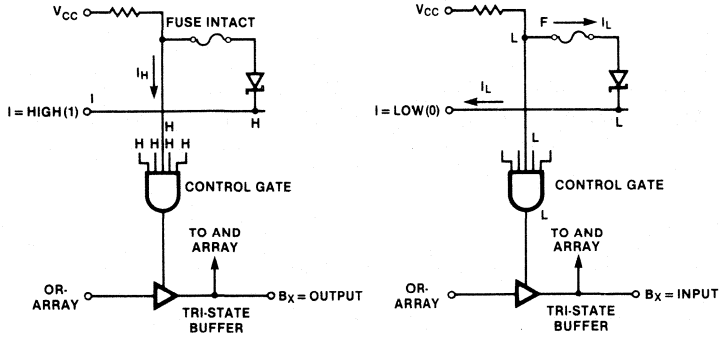 VCC
FUSE INTACT
IH
I
I = HIGH(1)
H
H
H H H H
CONTROL GATE
TO AND
ARRAY
OR-
ARRAY
BX = OUTPUT
TRI-STATE
BUFFER
VCC
F
IL
L
IL
I = LOW(0)
L
L
L
CONTROL GATE
TO AND
ARRAY
OR-
ARRAY
BX = INPUT
TRI-STATE
BUFFER